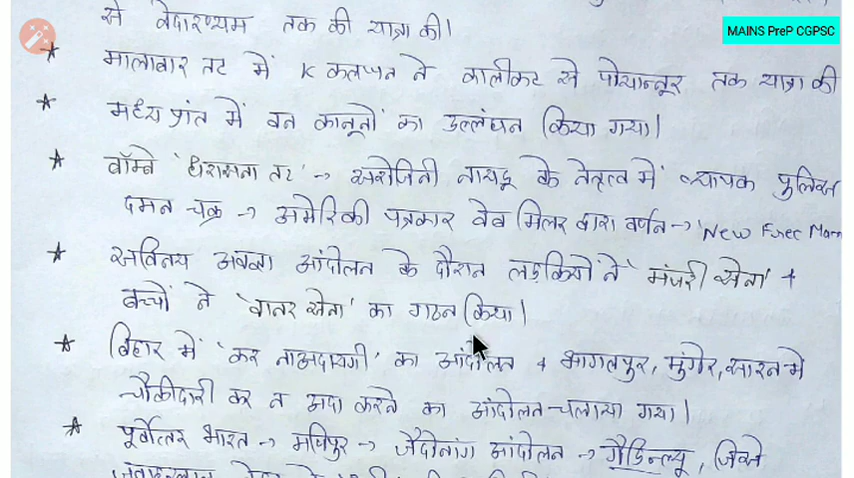 से वेदारण्यम तक की यात्रा की।
MAINS PreP CGPSC
★ मालाबार तट में K कलप्पन ने कालीकट से पोयान्नूर तक यात्रा की
★ मध्य प्रांत में वन कानूनों का उल्लंघन किया गया।
★ बॉम्बे 'धरासना तट' → सरोजिनी नायडू के नेतृत्व में व्यापक पुलिस
दमन चक्र → अमेरिकी पत्रकार वेब मिलर द्वारा वर्णन → 'New Free
★ सविनय अवज्ञा आंदोलन के दौरान लड़कियों ने 'मंजरी सेना' +
बच्चों ने 'वानर सेना' का गठन किया।
★ बिहार में 'कर नाअदायगी' का आंदोलन + भागलपुर, मुंगेर, सारन में
चौकीदारी कर न अदा करने का आंदोलन चलाया गया।
★ पूर्वोत्तर भारत → मणिपुर → जैदोनांग आंदोलन → गैडिनल्यू, जिसे